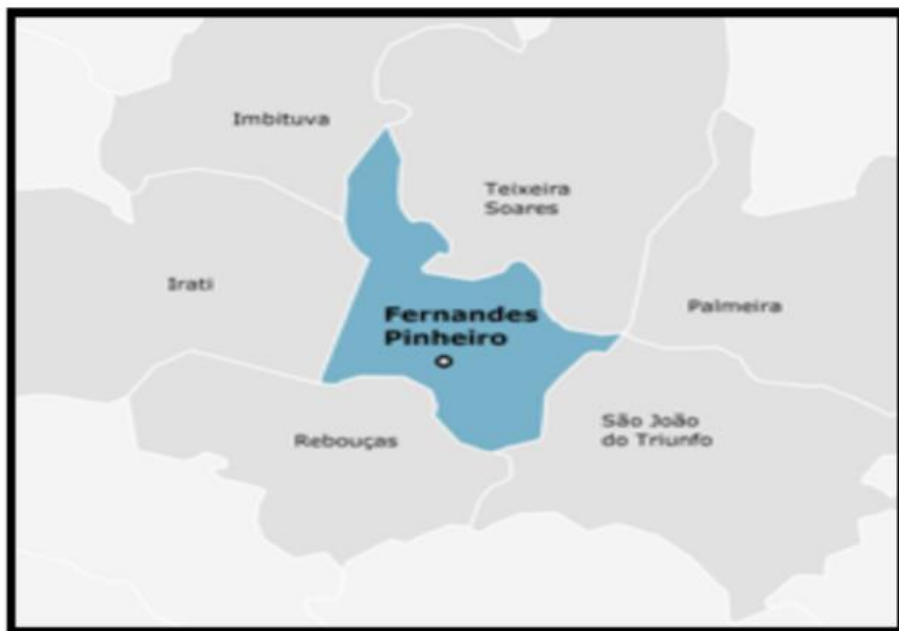 Imbituva
Teixeira
Soares
Irati
Fernandes
Pinheiro
Palmeira
Rebouças
São João
do Triunfo